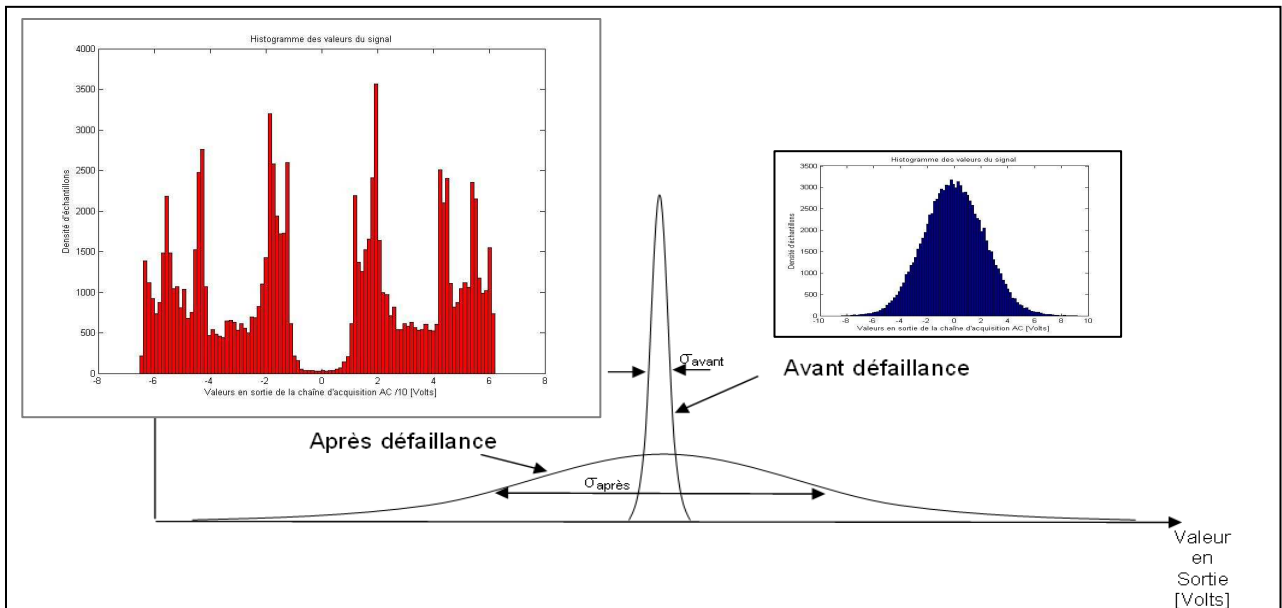 Histogramme des valeurs du signal
4000
3500
3000
2500
2000
1500
1000
500
0
Densité d'échantillons
-8 -6 -4 -2 0 2 4 6 8
Valeurs en sortie de la chaîne d'acquisition AC /10 [Volts]
Histogramme des valeurs du signal
3500
3000
2500
2000
1500
1000
500
0
Densité d'échantillons
-10 -8 -6 -4 -2 0 2 4 6 8 10
Valeurs en sortie de la chaîne d'acquisition AC [Volts]
σavant
Avant défaillance
Après défaillance
σaprès
Valeur
en
Sortie
[Volts]